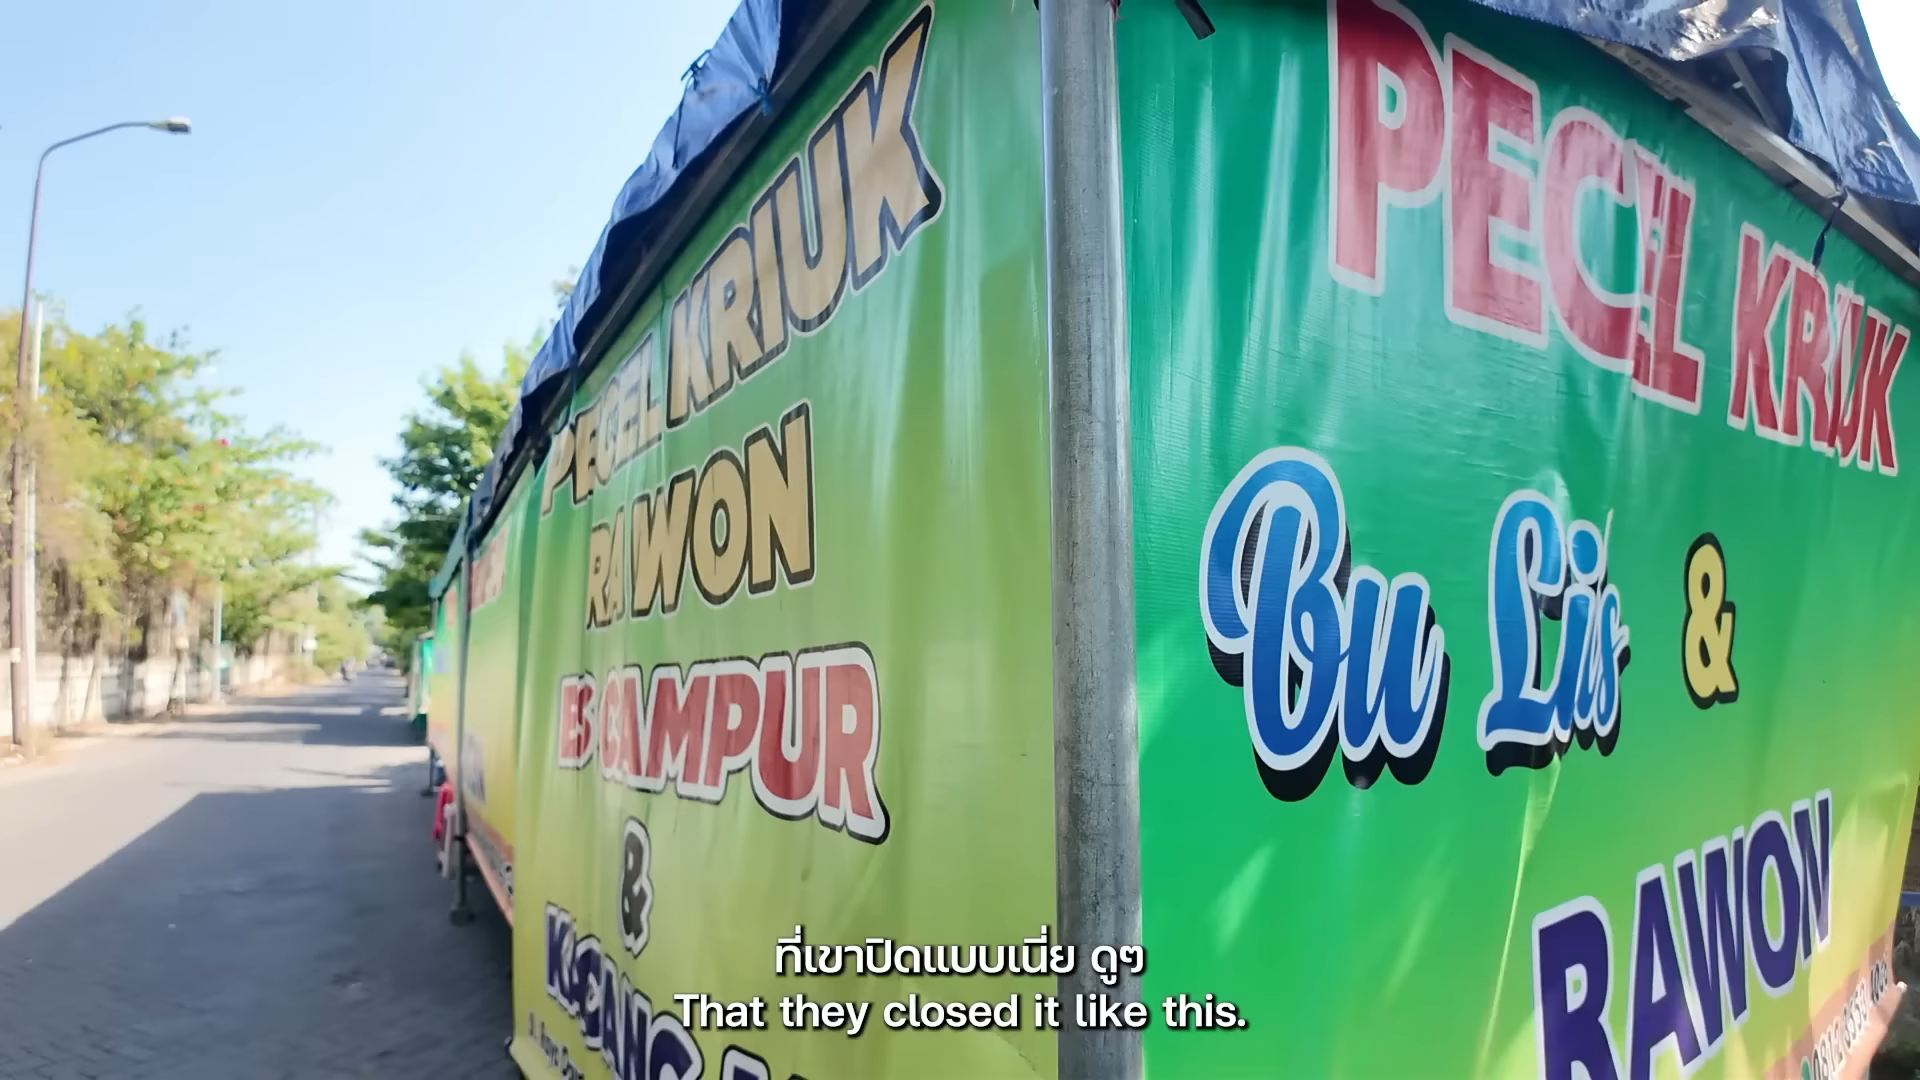 PECEL KRIUK
RAWON
ES CAMPUR
&
KACANG
PECEL KRIUK
Bu Lis &
RAWON
ที่เขาปิดแบบเนี่ย ดูๆ
That they closed it like this.